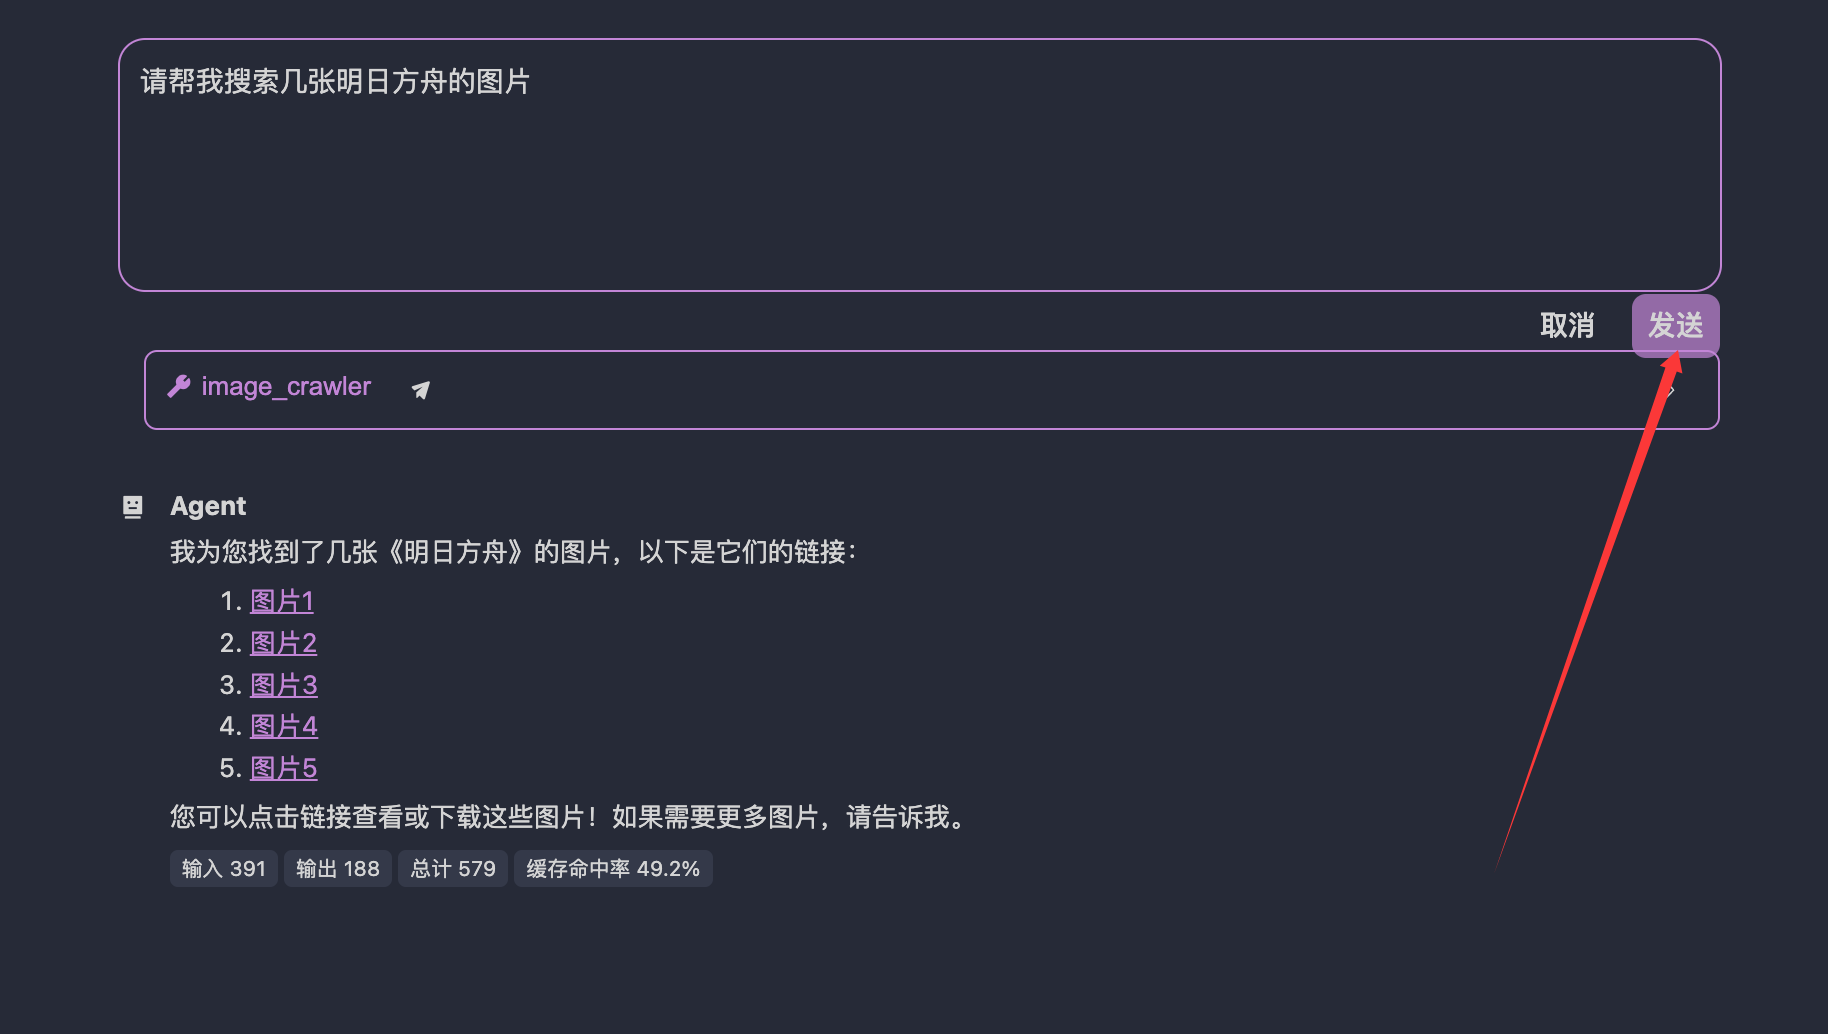 请帮我搜索几张明日方舟的图片
取消 发送
image_crawler
Agent
我为您找到了几张《明日方舟》的图片，以下是它们的链接：
1. 图片1
2. 图片2
3. 图片3
4. 图片4
5. 图片5
您可以点击链接查看或下载这些图片！如果需要更多图片，请告诉我。
输入 391 输出 188 总计 579 缓存命中率 49.2%